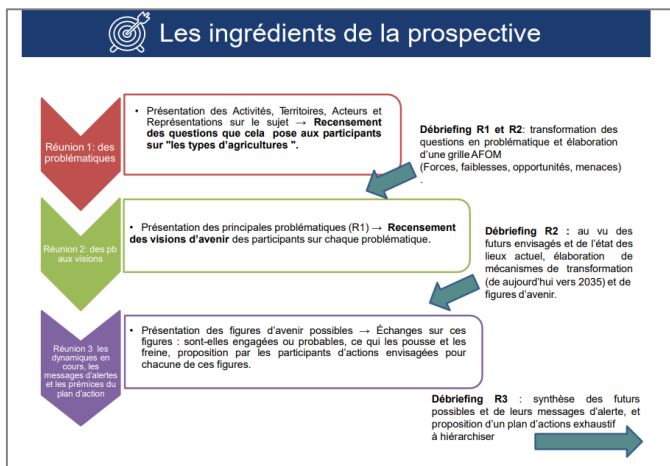 Les ingrédients de la prospective
Réunion 1: des
problématiques
• Présentation des Activités, Territoires, Acteurs et
Représentations sur le sujet → Recensement
des questions que cela pose aux participants
sur "les types d'agricultures ".
Débriefing R1 et R2: transformation des
questions en problématique et élaboration
d'une grille AFOM
(Forces, faiblesses, opportunités, menaces)
.
Réunion 2: des pb
aux visions
• Présentation des principales problématiques (R1) → Recensement
des visions d'avenir des participants sur chaque problématique.
Débriefing R2 : au vu des
futurs envisagés et de l'état des
lieux actuel, élaboration de
mécanismes de transformation
(de aujourd'hui vers 2035) et de
figures d'avenir.
Réunion 3 les
dynamiques en
cours, les
messages d'alertes
et les prémices du
plan d'action
• Présentation des figures d'avenir possibles → Échanges sur ces
figures : sont-elles engagées ou probables, ce qui les pousse et les
freine, proposition par les participants d'actions envisagées pour
chacune de ces figures.
Débriefing R3 : synthèse des futurs
possibles et de leurs messages d'alerte, et
proposition d'un plan d'actions exhaustif
à hiérarchiser